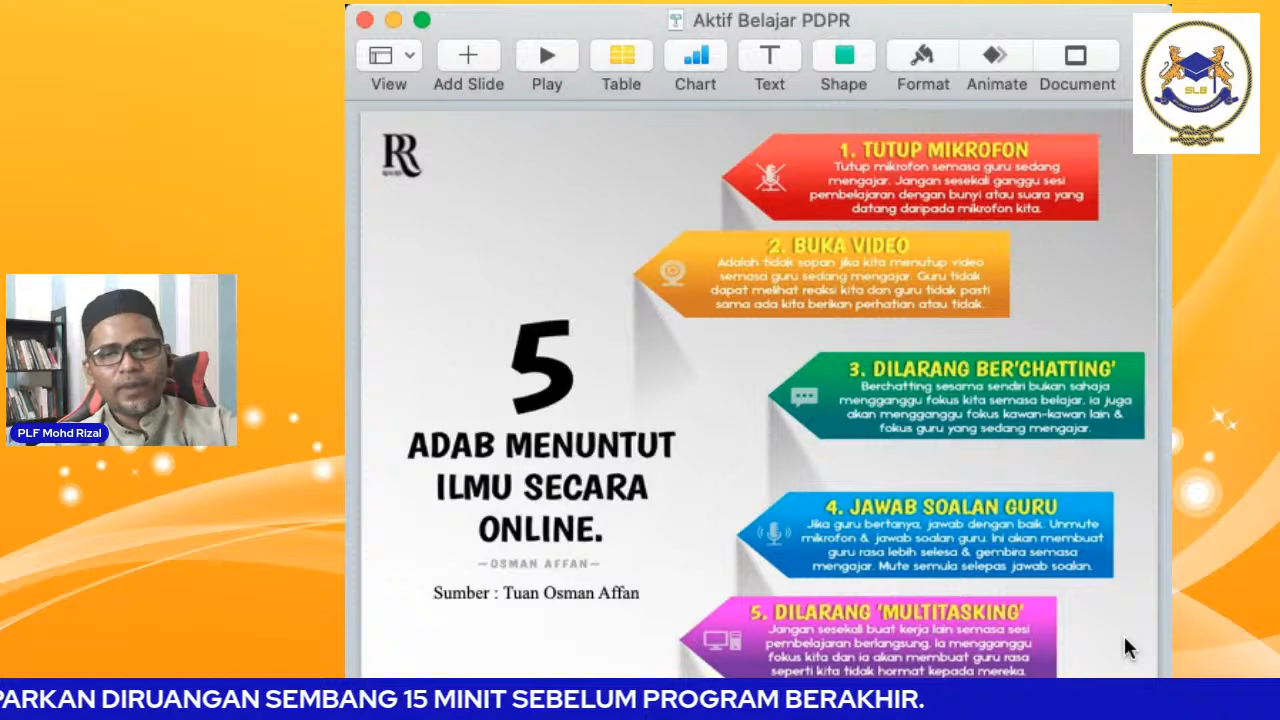 Aktif Belajar PDPR
View
Add Slide
Play
Table
Chart
Text
Shape
Format
Animate
Document
SLB
RR
1. TUTUP MIKROFON
Tutup mikrofon semasa guru sedang
mengajar. Jangan sesekali ganggu sesi
pembelajaran dengan bunyi atau suara yang
datang daripada mikrofon kita.
2. BUKA VIDEO
Adalah tidak sopan jika kita menutup video
semasa guru sedang mengajar. Guru tidak
dapat melihat reaksi kita dan guru tidak pasti
sama ada kita berikan perhatian atau tidak.
3. DILARANG BER'CHATTING'
Berchatting sesama sendiri bukan sahaja
mengganggu fokus kita semasa belajar, ia juga
akan mengganggu fokus kawan-kawan lain &
fokus guru yang sedang mengajar.
5
ADAB MENUNTUT
ILMU SECARA
ONLINE.
—OSMAN AFFAN—
Sumber : Tuan Osman Affan
4. JAWAB SOALAN GURU
Jika guru bertanya, jawab dengan baik. Unmute
mikrofon & jawab soalan guru. Ini akan membuat
guru rasa lebih selesa & gembira semasa
mengajar. Mute semula selepas jawab soalan.
5. DILARANG 'MULTITASKING'
Jangan sesekali buat kerja lain semasa sesi
pembelajaran berlangsung. Ia mengganggu
fokus kita dan ia akan membuat guru rasa
seperti kita tidak hormat kepada mereka.
PLF Mohd Rizal
PARKAN DIRUANGAN SEMBANG 15 MINIT SEBELUM PROGRAM BERAKHIR.